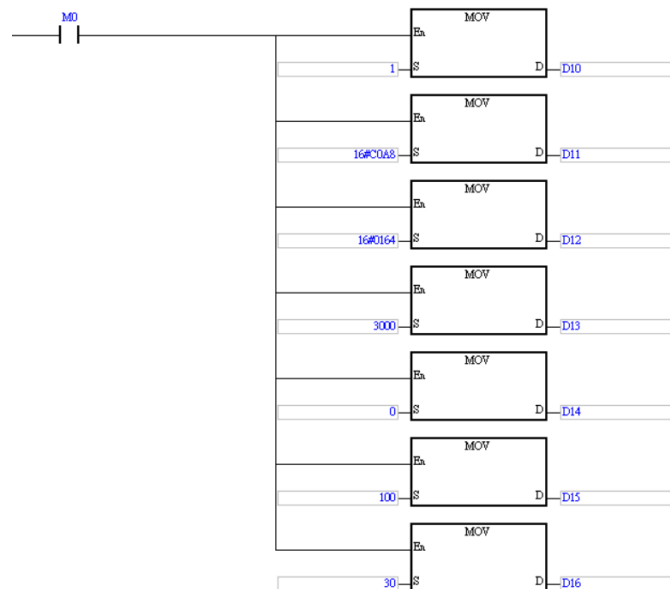 M0
MOV
En
1 S D D10
MOV
En
16#C0A8 S D D11
MOV
En
16#0164 S D D12
MOV
En
3000 S D D13
MOV
En
0 S D D14
MOV
En
100 S D D15
MOV
En
30 S D D16